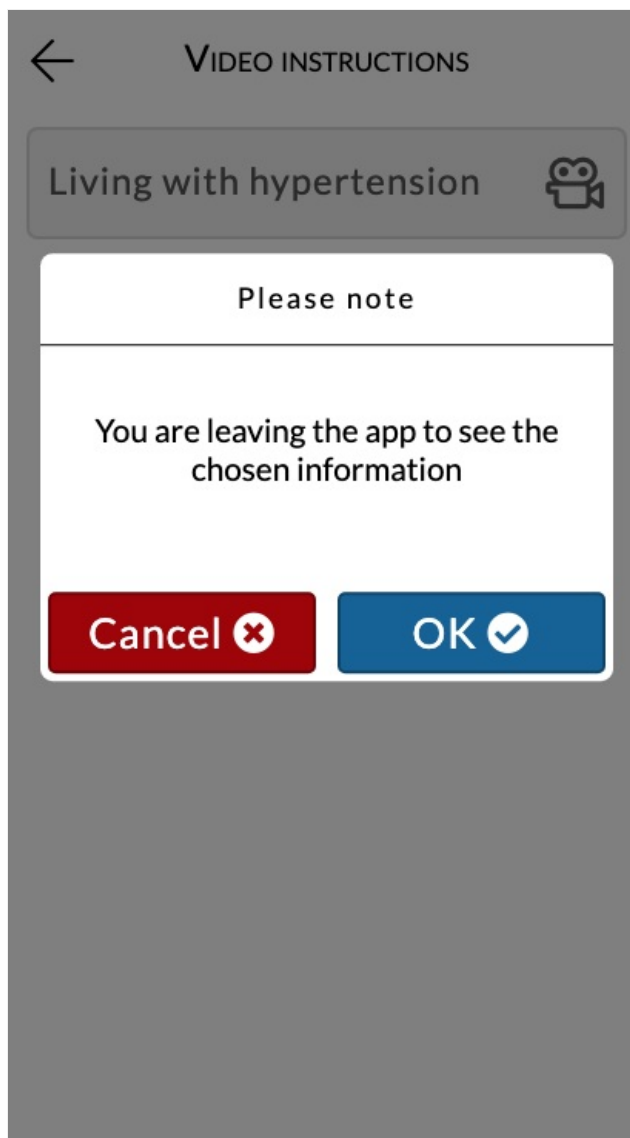 VIDEO INSTRUCTIONS
Living with hypertension
Please note
You are leaving the app to see the
chosen information
Cancel
OK